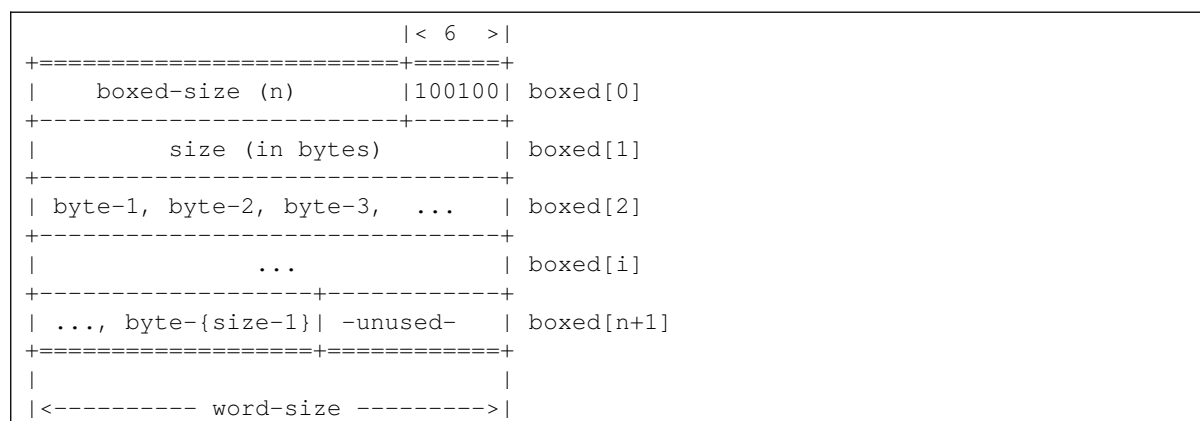 |< 6  >|
+=========================+======+
|    boxed-size (n)       |100100| boxed[0]
+-------------------------+------+
|         size (in bytes)        | boxed[1]
+--------------------------------+
| byte-1, byte-2, byte-3,  ...   | boxed[2]
+--------------------------------+
|               ...              | boxed[i]
+-------------------+------------+
| ..., byte-{size-1}| -unused-   | boxed[n+1]
+===================+============+
|                                |
|<---------- word-size --------->|